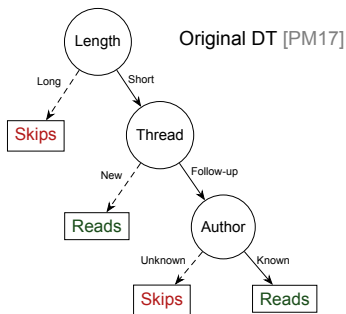 Length
Original DT [PM17]
Long
Short
Skips
Thread
New
Follow-up
Reads
Author
Unknown
Known
Skips
Reads